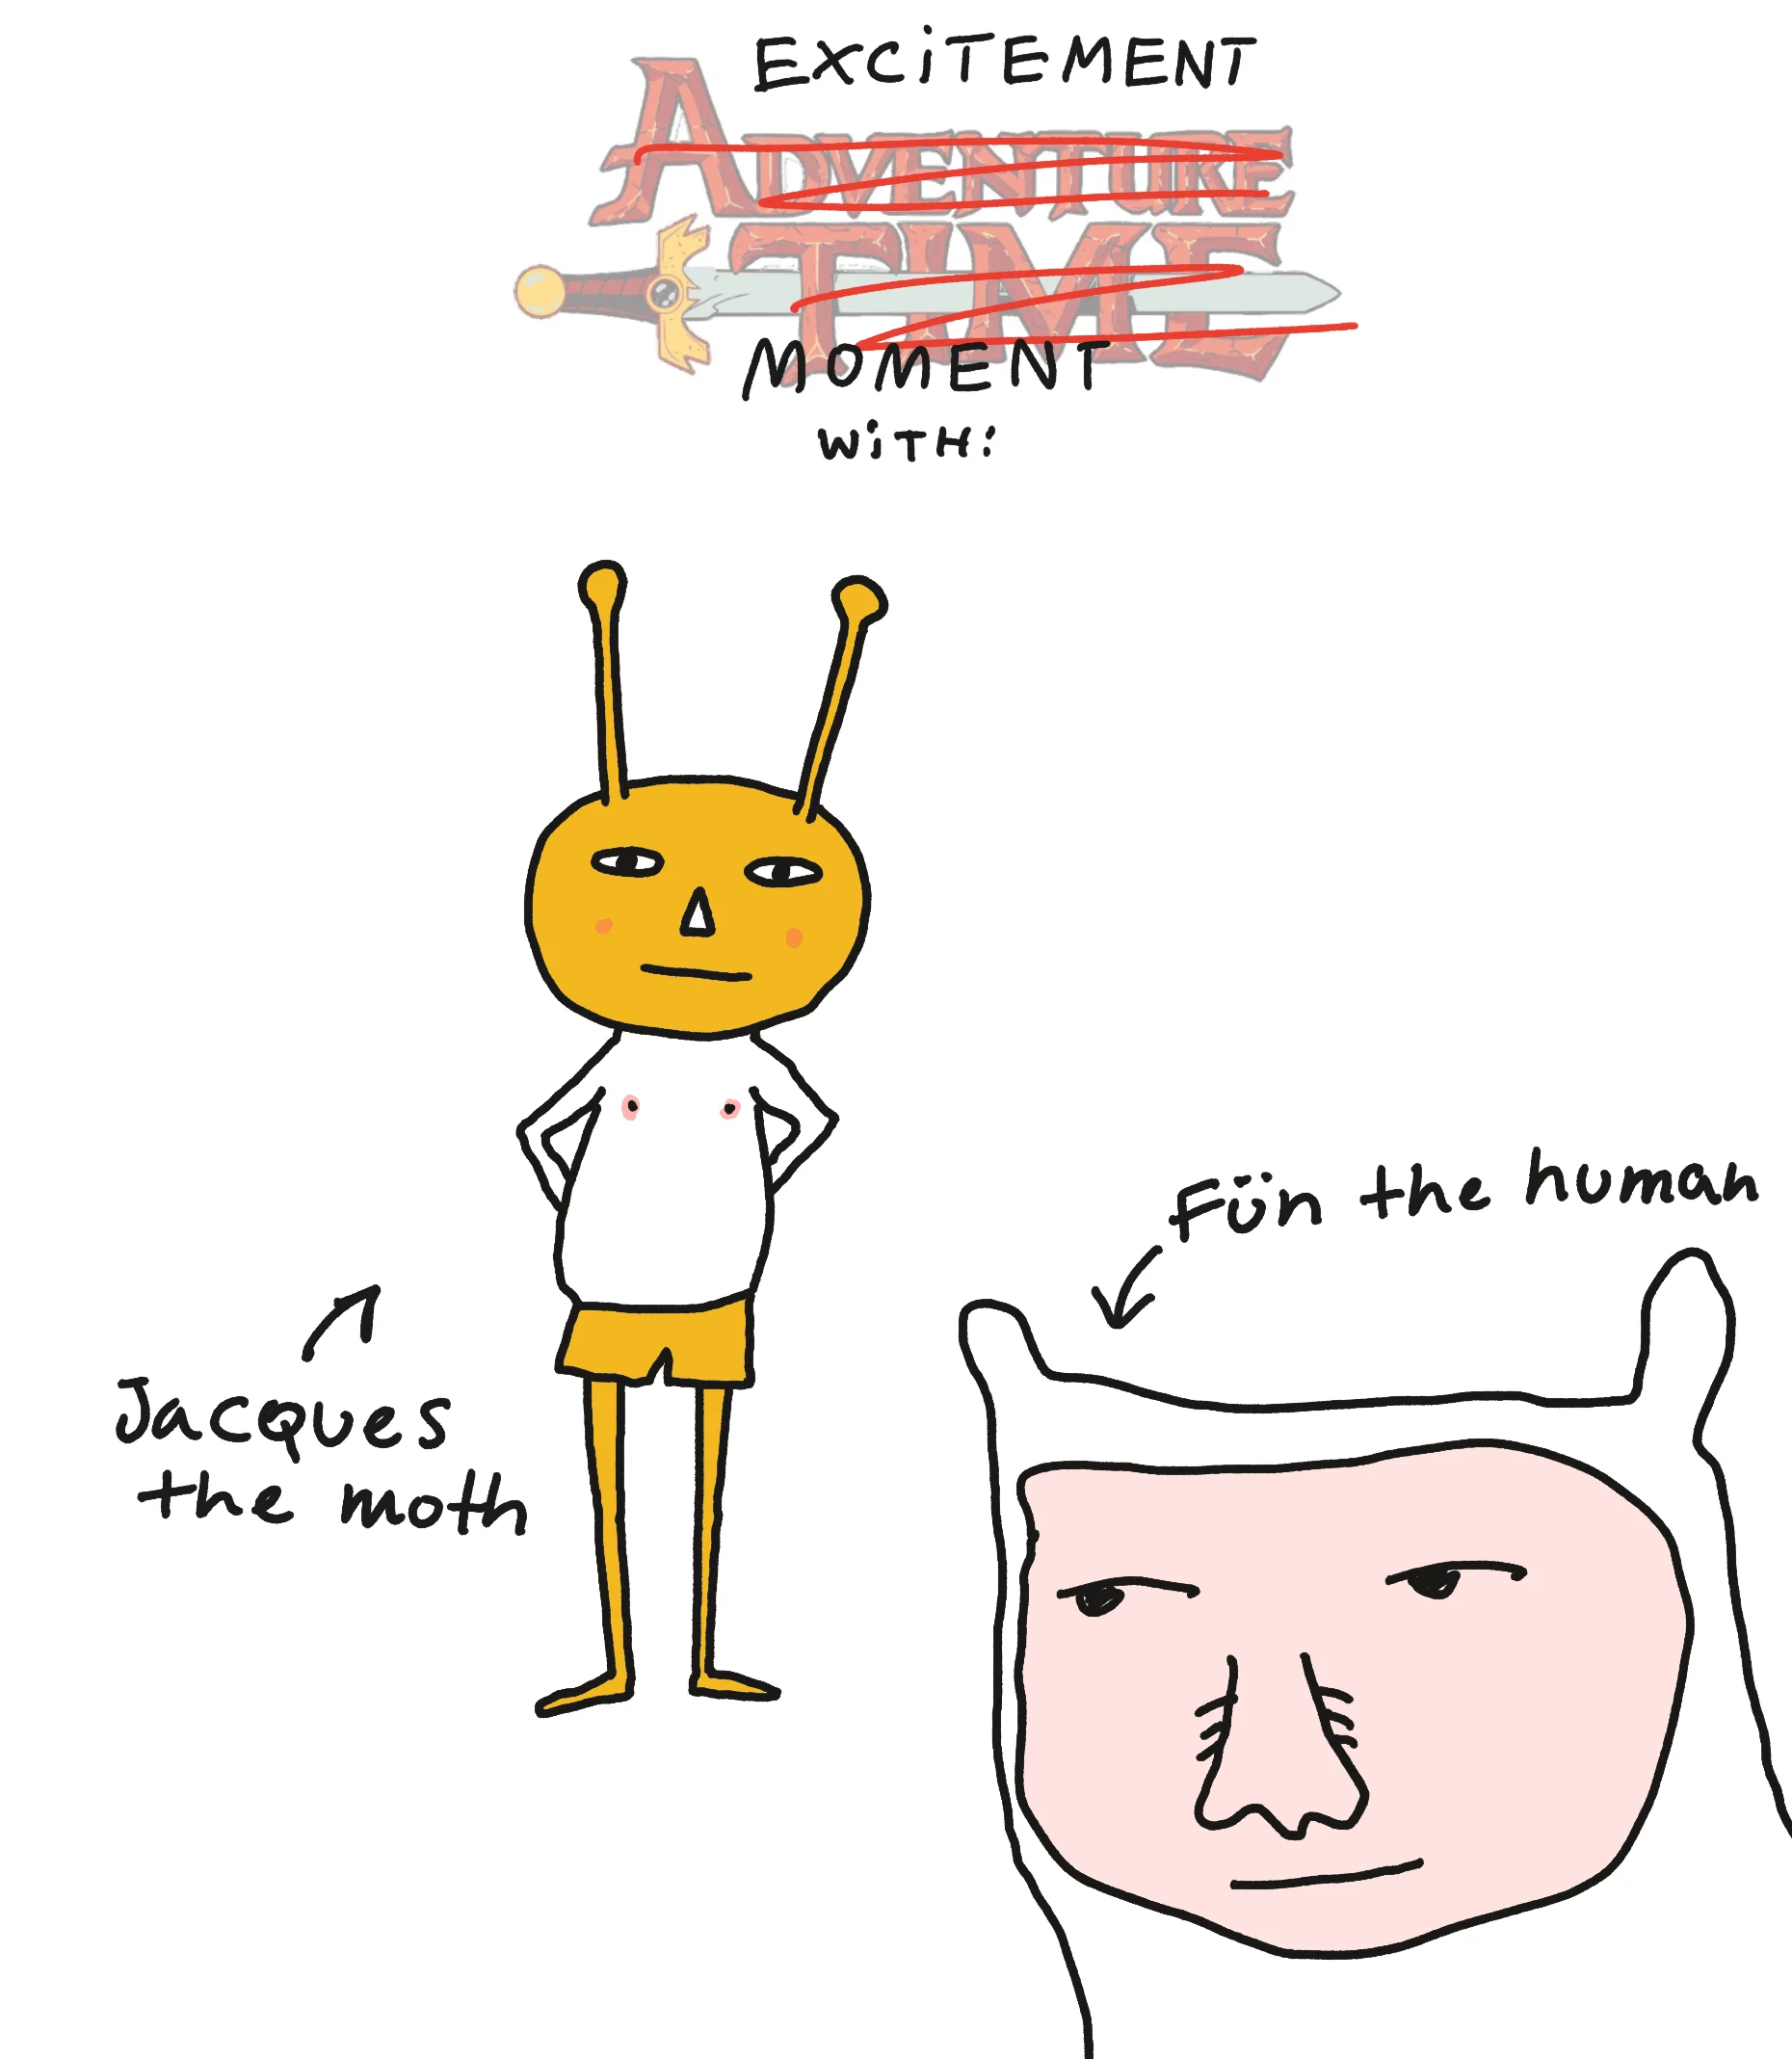 EXCiTEMENT
ADVENTURE
TIME
MOMENT
WiTH:
Fün the human
Jacques
the moth